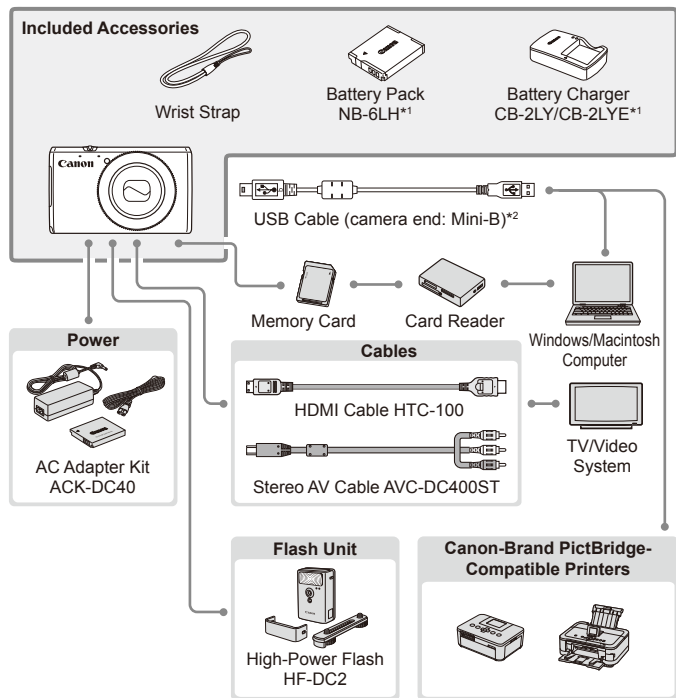 Included Accessories
Wrist Strap
Battery Pack
NB-6LH*1
Battery Charger
CB-2LY/CB-2LYE*1
Canon
USB Cable (camera end: Mini-B)*2
Memory Card
Card Reader
Windows/Macintosh
Computer
Power
AC Adapter Kit
ACK-DC40
Cables
HDMI Cable HTC-100
Stereo AV Cable AVC-DC400ST
TV/Video
System
Flash Unit
High-Power Flash
HF-DC2
Canon-Brand PictBridge-
Compatible Printers